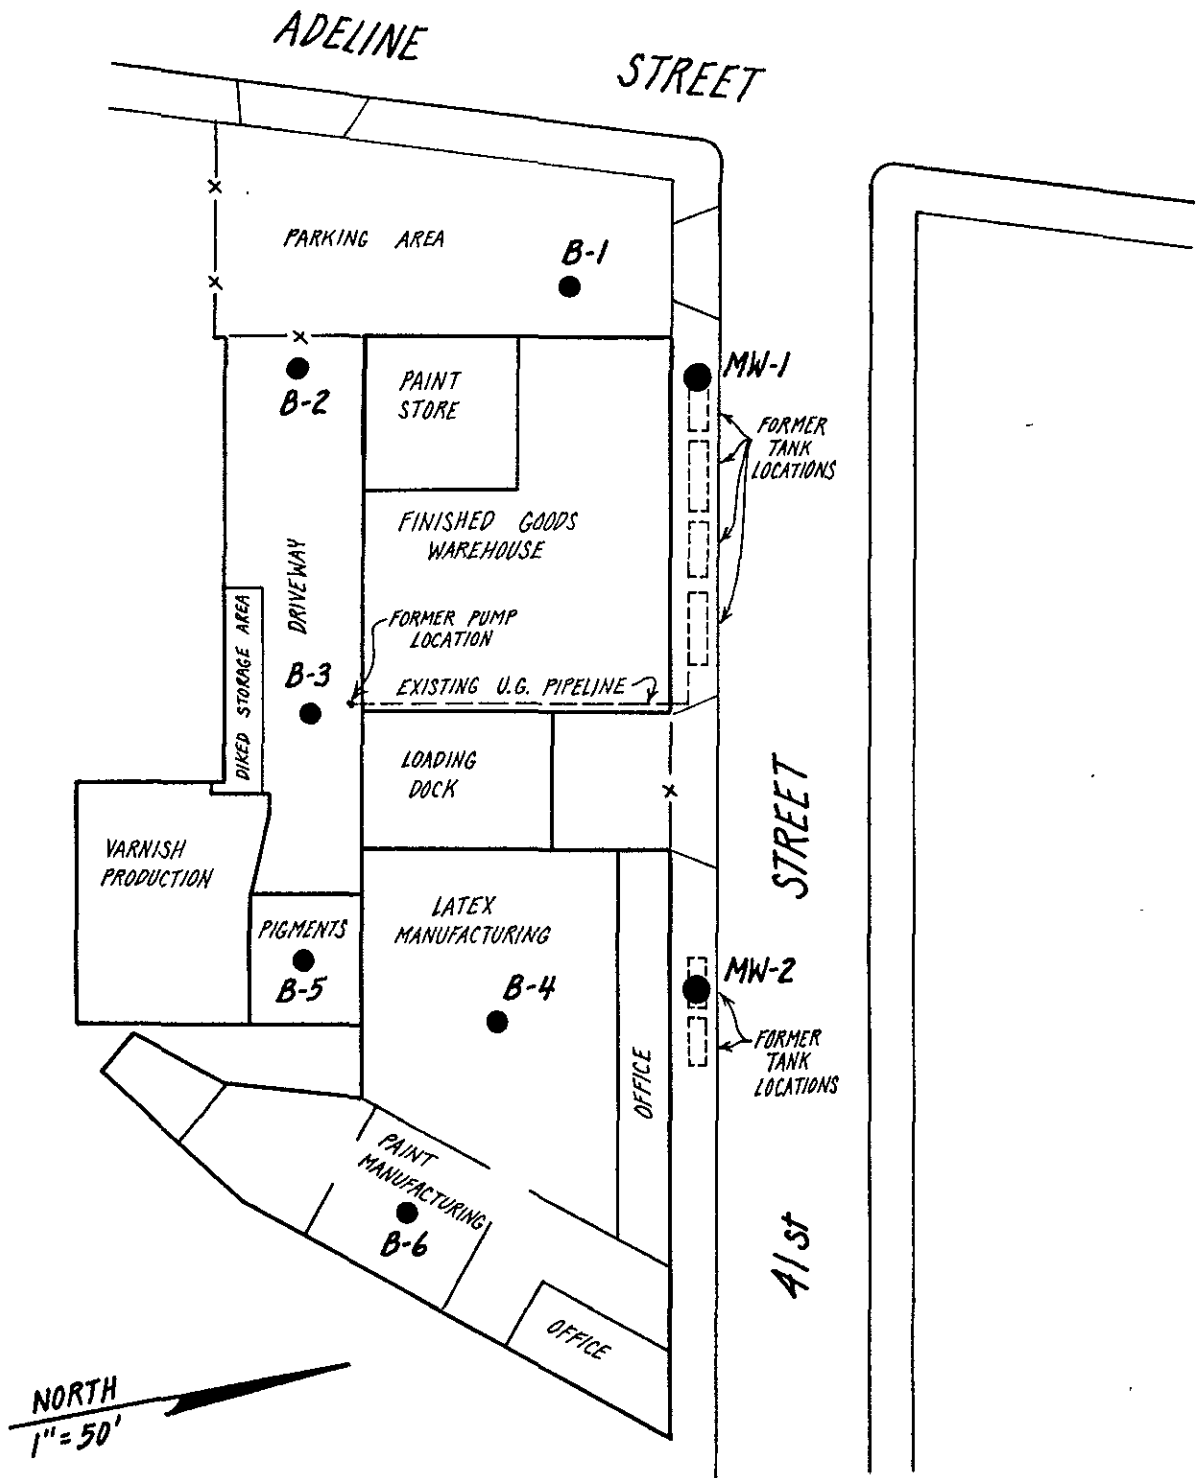 ADELINE STREET
PARKING AREA
B-1
B-2
PAINT
STORE
MW-1
FORMER
TANK
LOCATIONS
FINISHED GOODS
WAREHOUSE
DRIVEWAY
DIKED STORAGE AREA
FORMER PUMP
LOCATION
B-3
EXISTING U.G. PIPELINE
LOADING
DOCK
VARNISH
PRODUCTION
PIGMENTS
B-5
LATEX
MANUFACTURING
B-4
OFFICE
MW-2
FORMER
TANK
LOCATIONS
41st STREET
PAINT
MANUFACTURING
B-6
OFFICE
NORTH
1"=50'